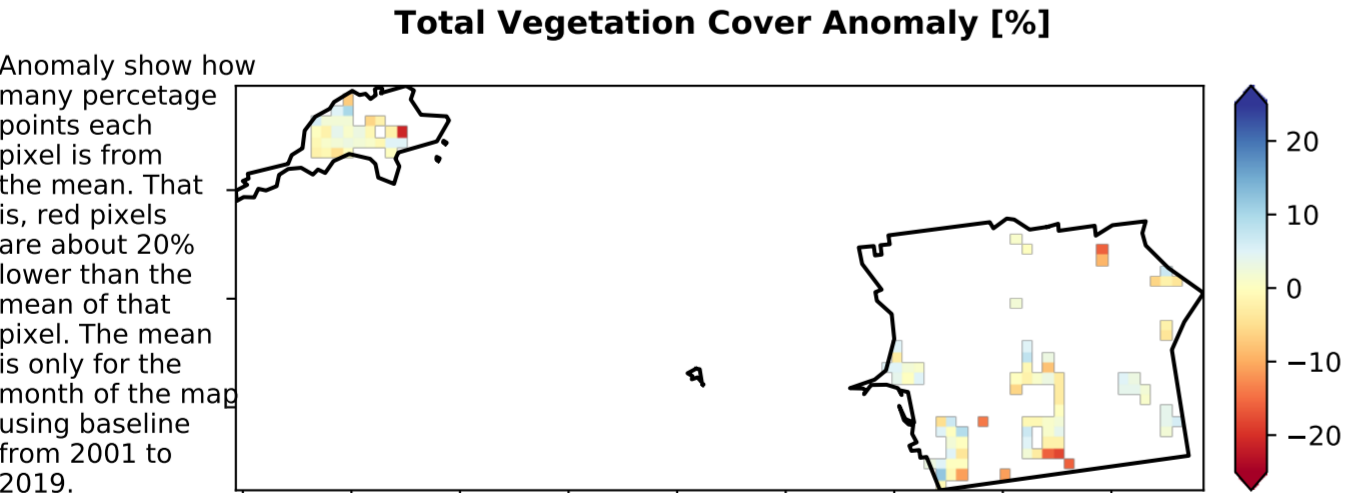 Total Vegetation Cover Anomaly [%]
Anomaly show how
many percetage
points each
pixel is from
the mean. That
is, red pixels
are about 20%
lower than the
mean of that
pixel. The mean
is only for the
month of the map
using baseline
from 2001 to
2019.
20
10
0
−10
−20